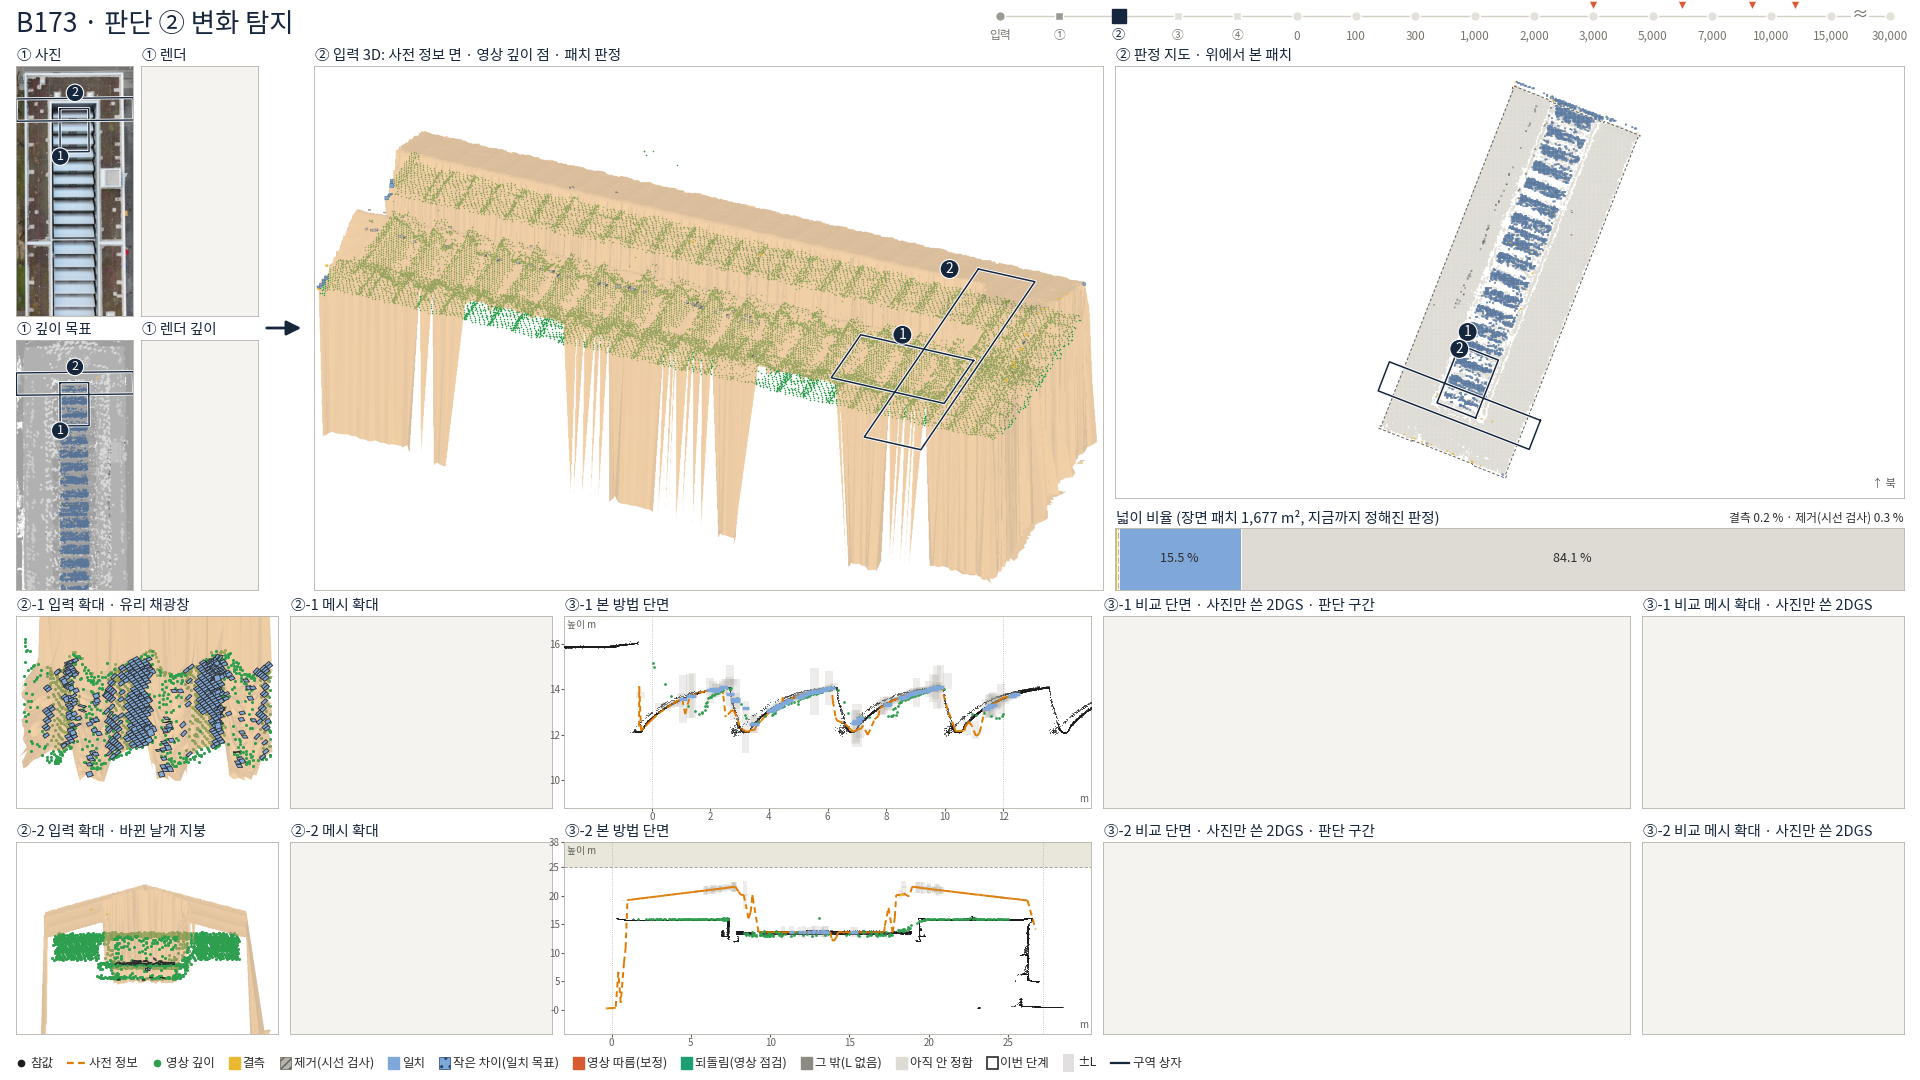 B173 · 판단 ② 변화 탐지
입력 ① ② ③ ④ 0 100 300 1,000 2,000 3,000 5,000 7,000 10,000 15,000 30,000
① 사진
① 렌더
② 입력 3D: 사전 정보 면 · 영상 깊이 점 · 패치 판정
② 판정 지도 · 위에서 본 패치
2
1
2
1
1
2
↑ 북
① 깊이 목표
① 렌더 깊이
2
1
넓이 비율 (장면 패치 1,677 m², 지금까지 정해진 판정)
결측 0.2 % · 제거(시선 검사) 0.3 %
15.5 %
84.1 %
②-1 입력 확대 · 유리 채광창
②-1 메시 확대
③-1 본 방법 단면
③-1 비교 단면 · 사진만 쓴 2DGS · 판단 구간
③-1 비교 메시 확대 · 사진만 쓴 2DGS
높이 m
16
14
12
10
m
0 2 4 6 8 10 12
②-2 입력 확대 · 바뀐 날개 지붕
②-2 메시 확대
③-2 본 방법 단면
③-2 비교 단면 · 사진만 쓴 2DGS · 판단 구간
③-2 비교 메시 확대 · 사진만 쓴 2DGS
38
높이 m
25
20
15
10
5
0
m
0 5 10 15 20 25
참값 사전 정보 영상 깊이 결측 제거(시선 검사) 일치 작은 차이(일치 목표) 영상 따름(보정) 되돌림(영상 점검) 그 밖(L 없음) 아직 안 정함 이번 단계 ±L 구역 상자